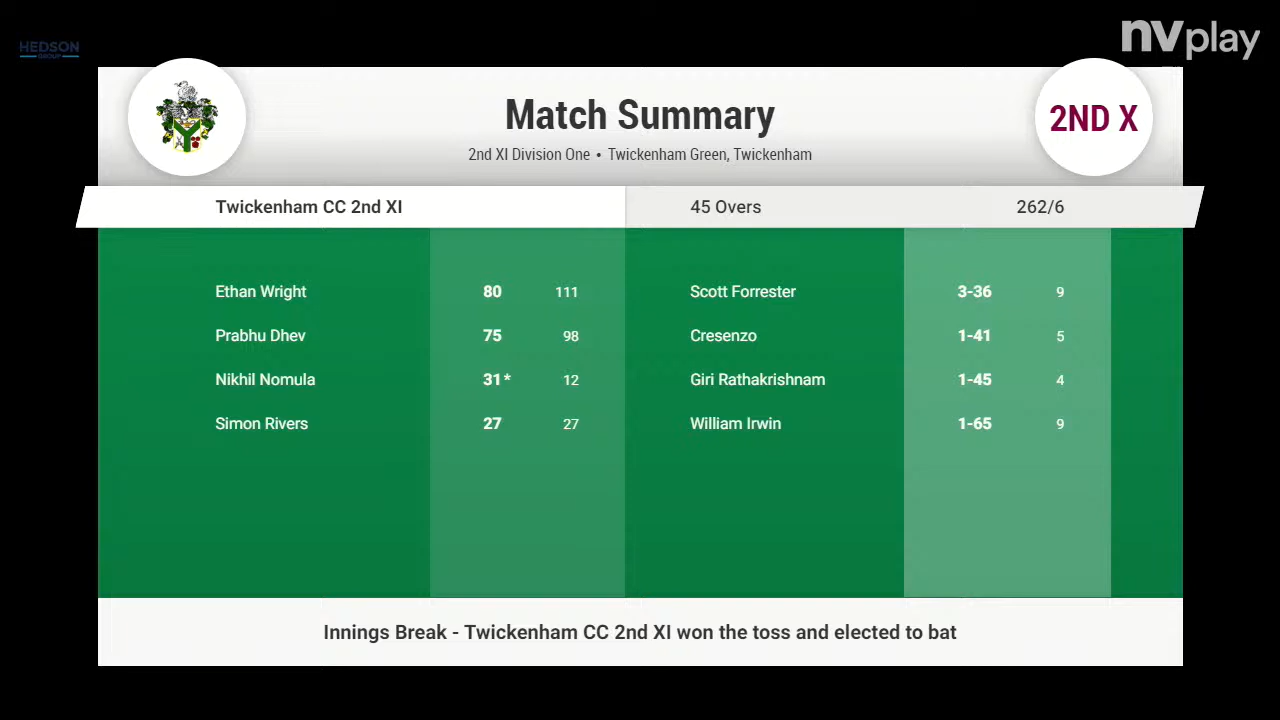 HEDSON
GROUP
nvplay
Match Summary
2ND X
2nd XI Division One • Twickenham Green, Twickenham
Twickenham CC 2nd XI 45 Overs 262/6
Ethan Wright 80 111 Scott Forrester 3-36 9
Prabhu Dhev 75 98 Cresenzo 1-41 5
Nikhil Nomula 31* 12 Giri Rathakrishnam 1-45 4
Simon Rivers 27 27 William Irwin 1-65 9
Innings Break - Twickenham CC 2nd XI won the toss and elected to bat